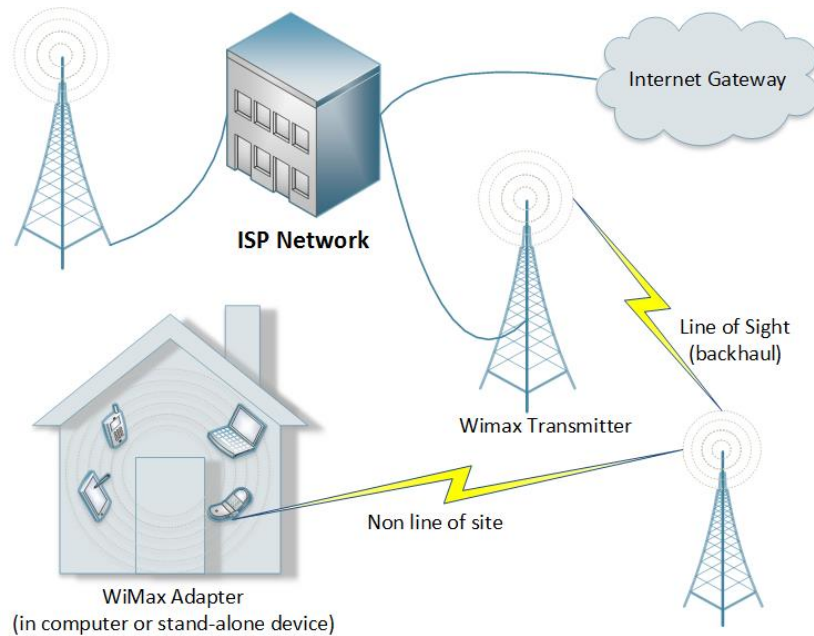 Internet Gateway
ISP Network
Line of Sight
(backhaul)
Wimax Transmitter
Non line of site
WiMax Adapter
(in computer or stand-alone device)